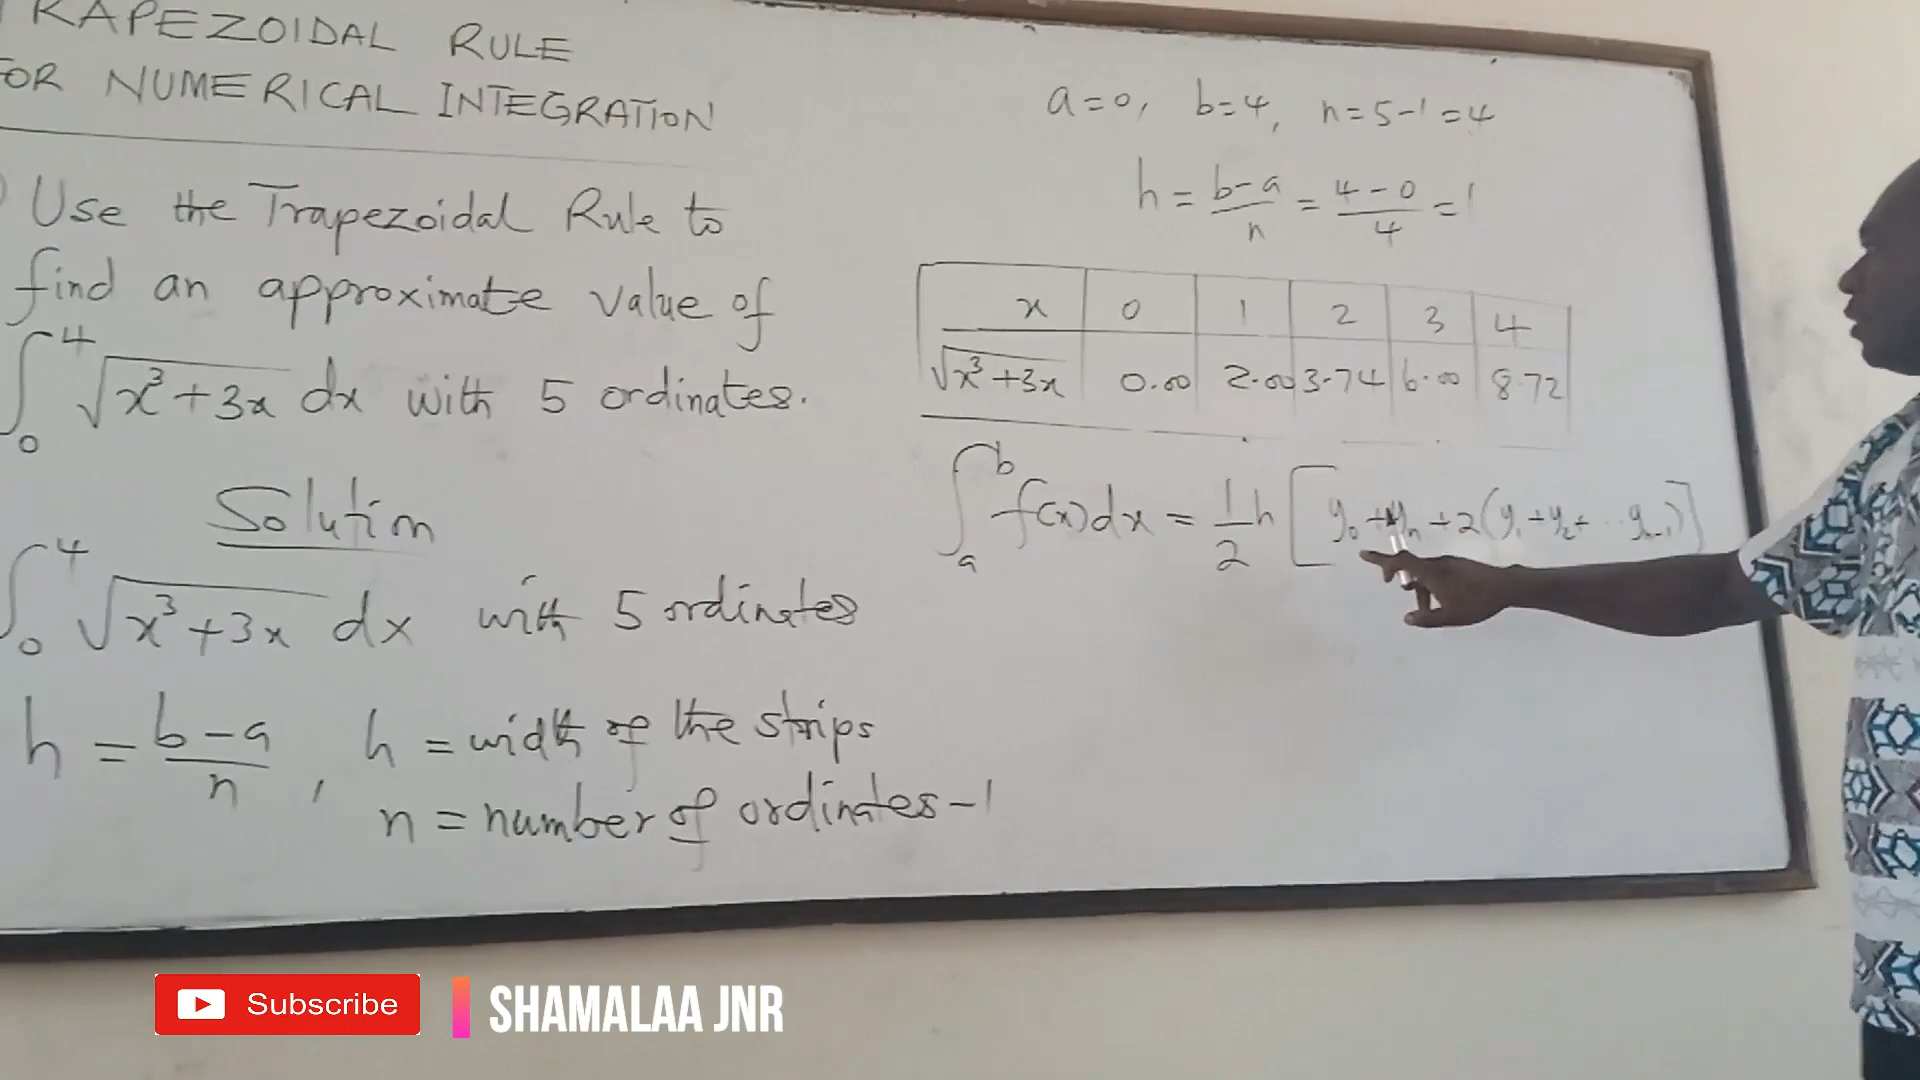 RAPEZOIDAL RULE
FOR NUMERICAL INTEGRATION
Use the Trapezoidal Rule to
find an approximate value of
∫₀⁴ √(x³+3x) dx with 5 ordinates.
Solution
∫₀⁴ √(x³+3x) dx with 5 ordinates
h = (b-a)/n , h = width of the strips
n = number of ordinates-1
a=0, b=4, n=5-1=4
h = (b-a)/n = (4-0)/4 = 1
x 0 1 2 3 4
√(x³+3x) 0.00 2.00 3.74 6.00 8.72
∫ₐᵇ f(x)dx = 1/2 h [y₀+yₙ+2(y₁+y₂+...yₙ₋₁)]
Subscribe
SHAMALAA JNR